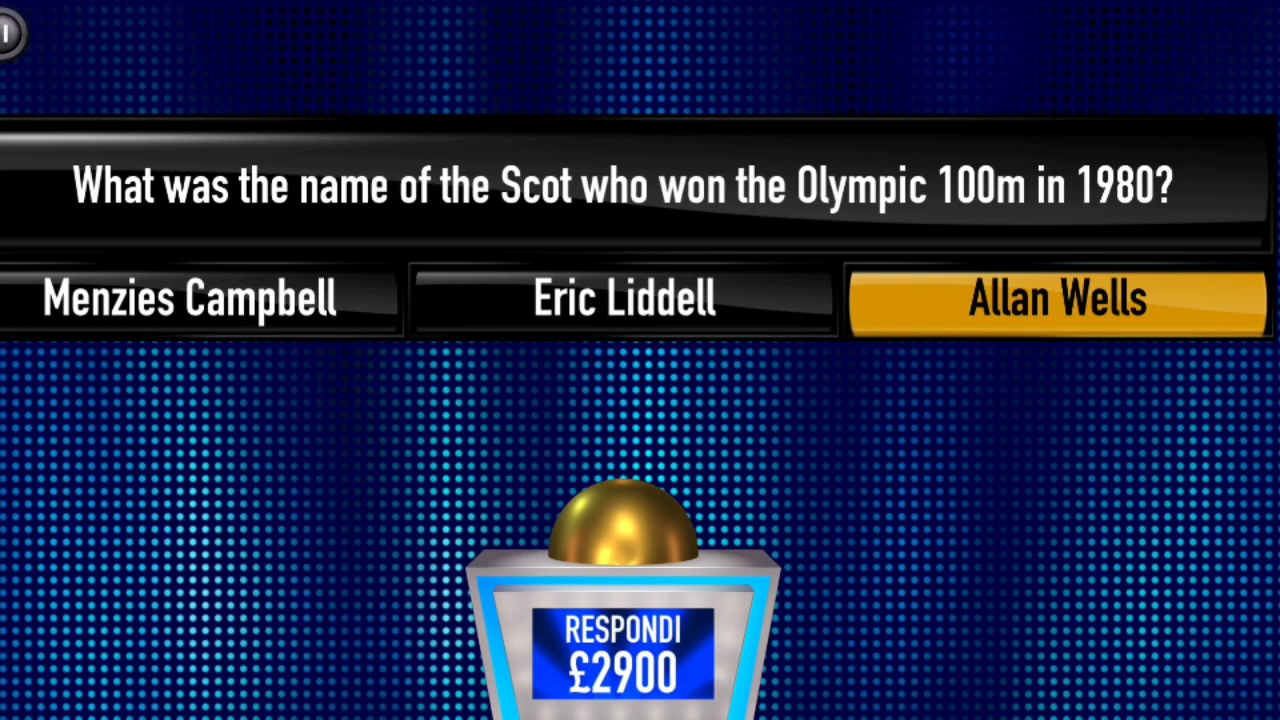 What was the name of the Scot who won the Olympic 100m in 1980?
Menzies Campbell
Eric Liddell
Allan Wells
RESPONDI
£2900